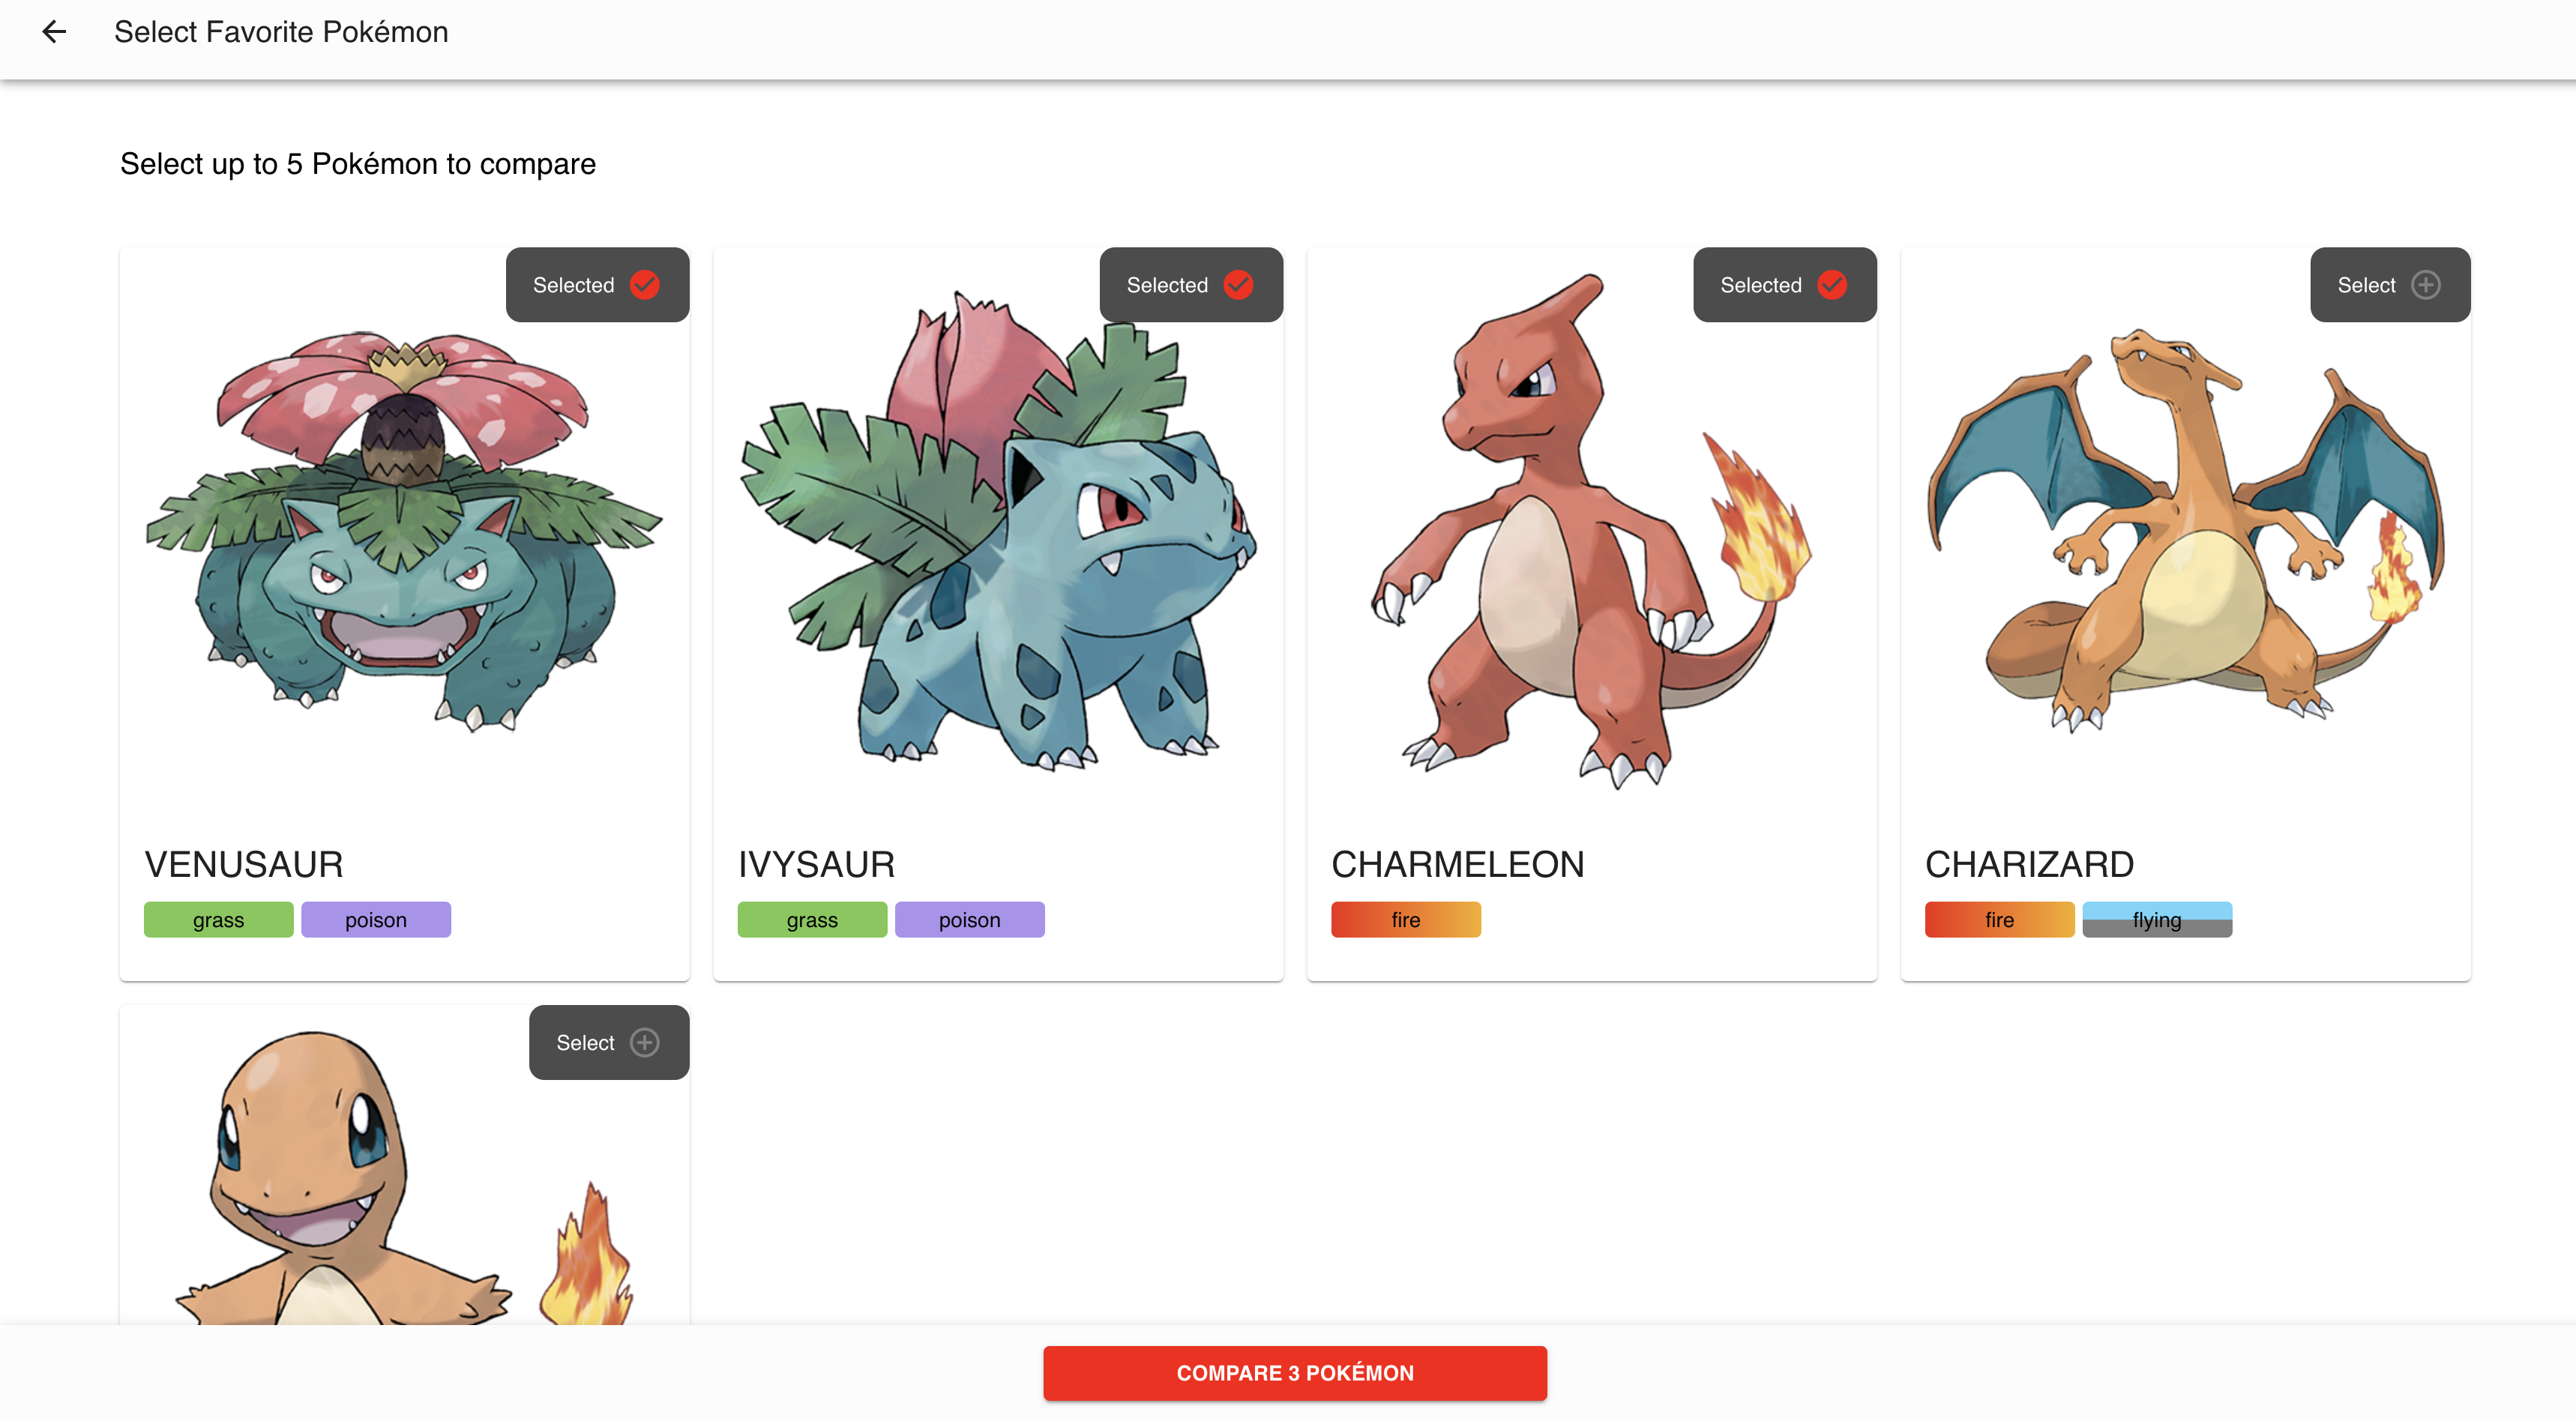 Select Favorite Pokémon
Select up to 5 Pokémon to compare
Selected
Selected
Selected
Select
VENUSAUR
IVYSAUR
CHARMELEON
CHARIZARD
grass poison
grass poison
fire
fire flying
Select
COMPARE 3 POKÉMON